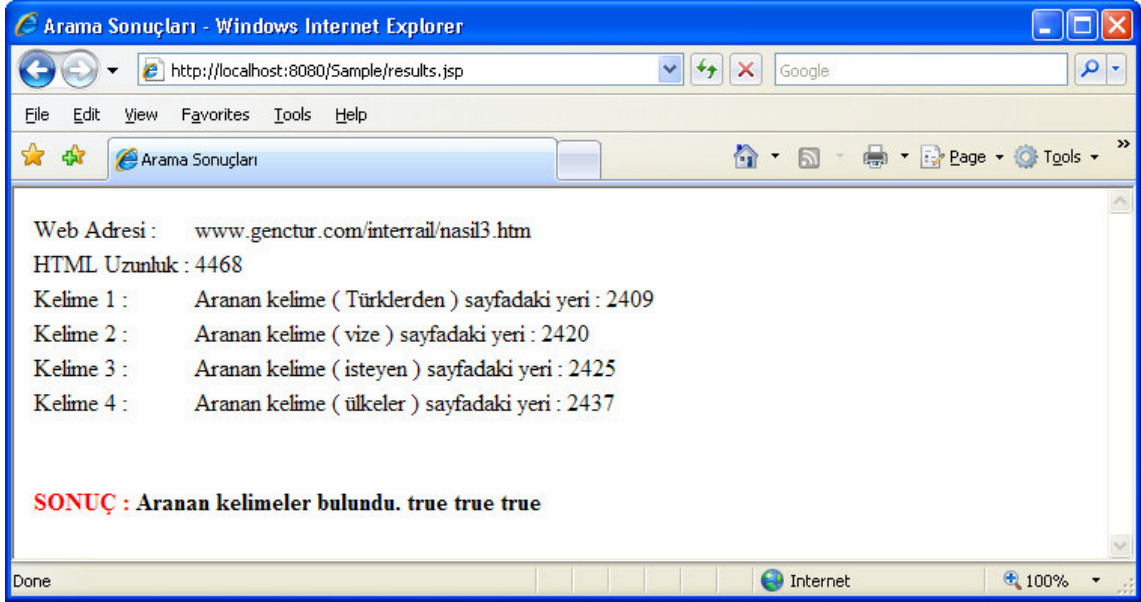 Arama Sonuçları - Windows Internet Explorer
http://localhost:8080/Sample/results.jsp
Google
File Edit View Favorites Tools Help
Arama Sonuçları
Page Tools »
Web Adresi : www.genctur.com/interrail/nasil3.htm
HTML Uzunluk : 4468
Kelime 1 : Aranan kelime ( Türklerden ) sayfadaki yeri : 2409
Kelime 2 : Aranan kelime ( vize ) sayfadaki yeri : 2420
Kelime 3 : Aranan kelime ( isteyen ) sayfadaki yeri : 2425
Kelime 4 : Aranan kelime ( ülkeler ) sayfadaki yeri : 2437
SONUÇ : Aranan kelimeler bulundu. true true true
Done Internet 100%